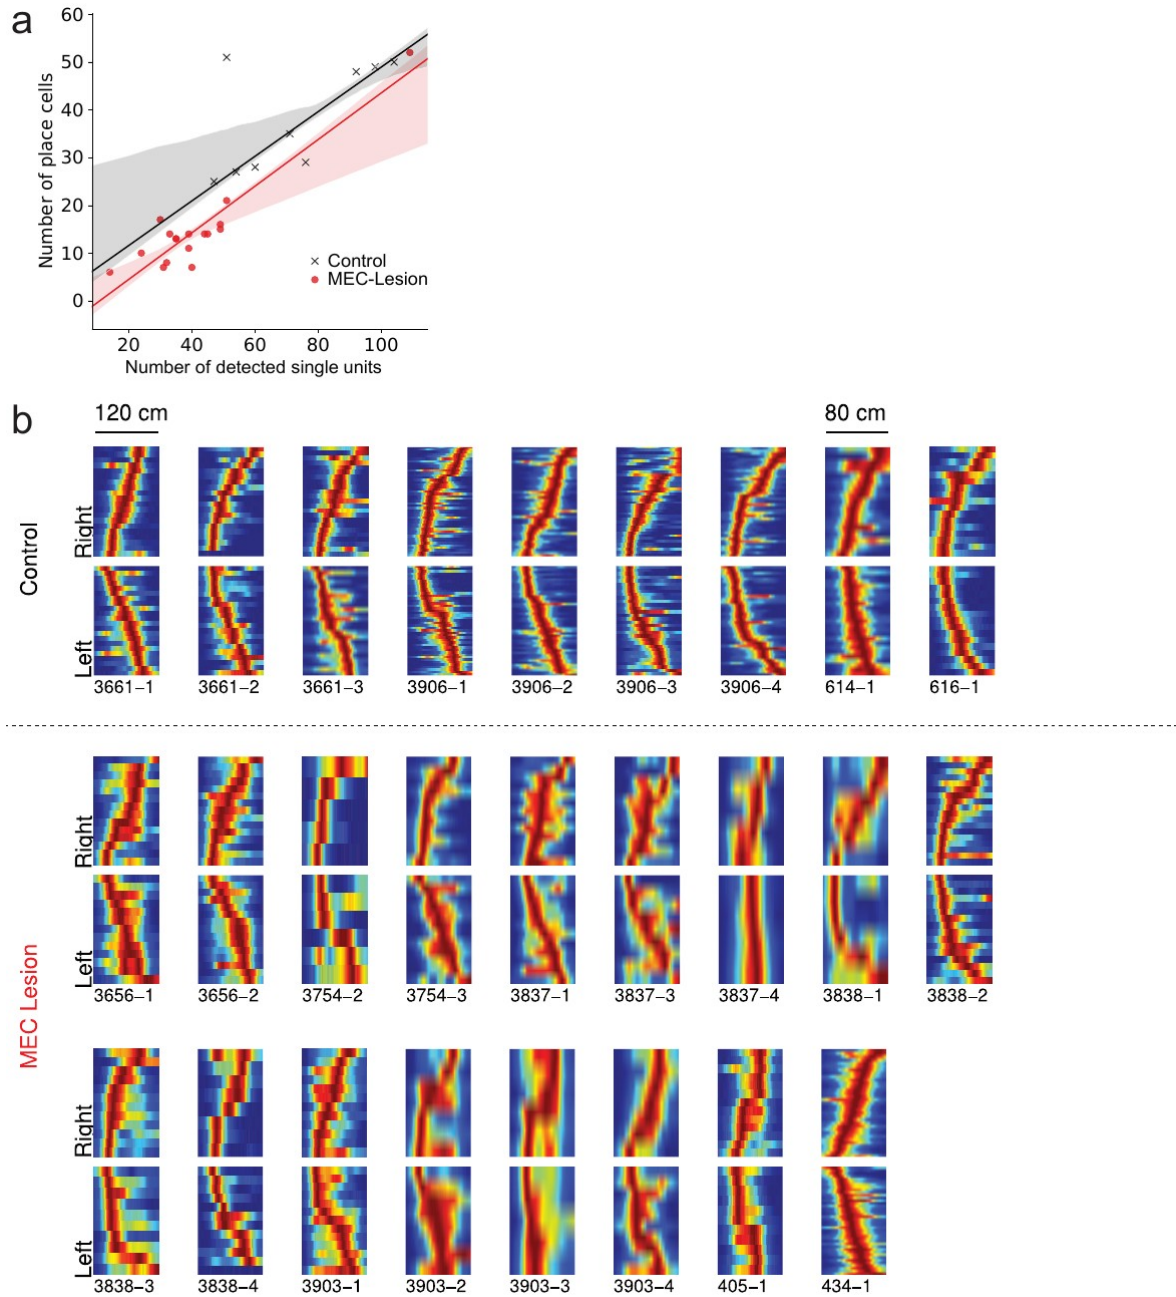 a
60
50
40
30
20
10
0
Number of place cells
Control
MEC-Lesion
20 40 60 80 100
Number of detected single units
b
120 cm
80 cm
Control
Right
Left
3661–1 3661–2 3661–3 3906–1 3906–2 3906–3 3906–4 614–1 616–1
MEC Lesion
Right
Left
3656–1 3656–2 3754–2 3754–3 3837–1 3837–3 3837–4 3838–1 3838–2
Right
Left
3838–3 3838–4 3903–1 3903–2 3903–3 3903–4 405–1 434–1